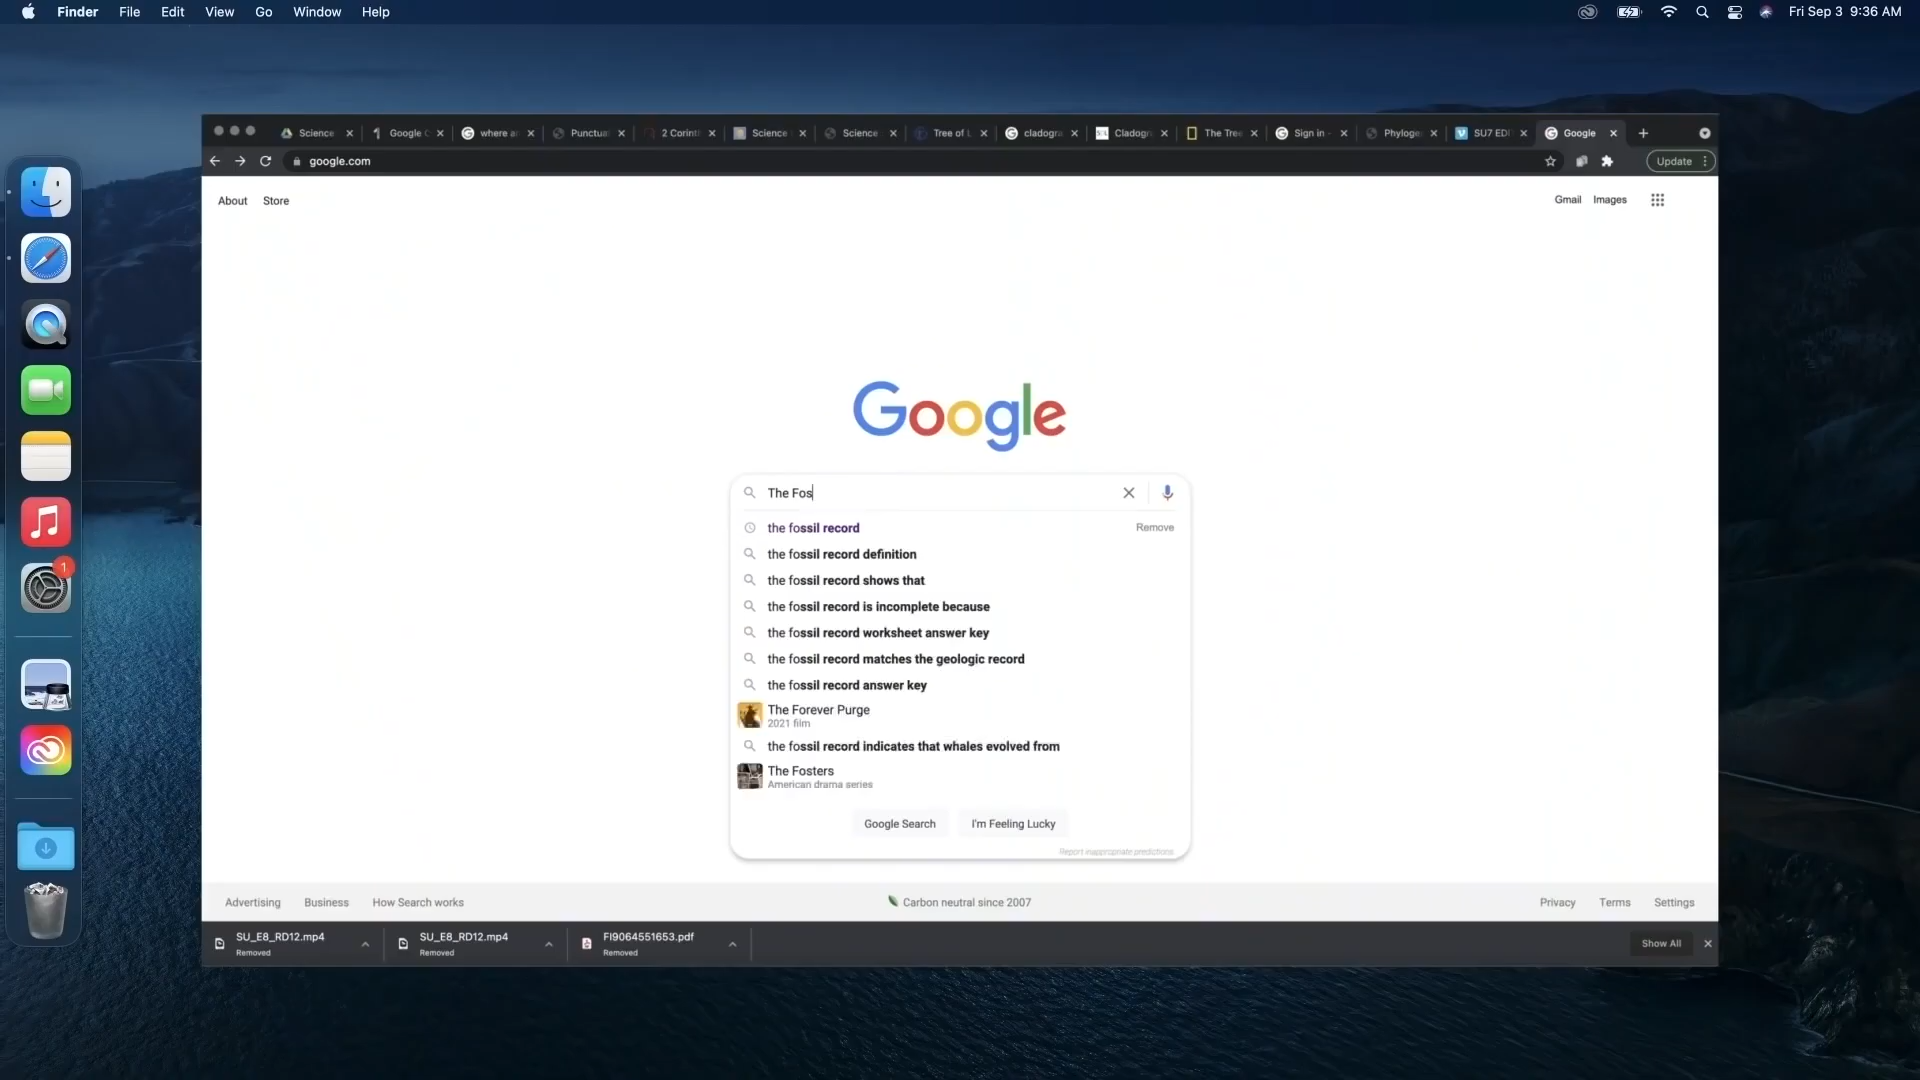 Finder File Edit View Go Window Help
Fri Sep 3 9:36 AM
Science
Google C
where a
Punctua
2 Corint
Science
Science
Tree of L
cladogra
Cladogr
The Tree
Sign in -
Phyloge
SU7 EDI
Google
google.com
Update
About Store
Gmail Images
Google
The Fos
the fossil record
Remove
the fossil record definition
the fossil record shows that
the fossil record is incomplete because
the fossil record worksheet answer key
the fossil record matches the geologic record
the fossil record answer key
The Forever Purge
2021 film
the fossil record indicates that whales evolved from
The Fosters
American drama series
Google Search I'm Feeling Lucky
Report inappropriate predictions
Advertising Business How Search works
Carbon neutral since 2007
Privacy Terms Settings
SU_E8_RD12.mp4
Removed
SU_E8_RD12.mp4
Removed
FI9064551653.pdf
Removed
Show All
1